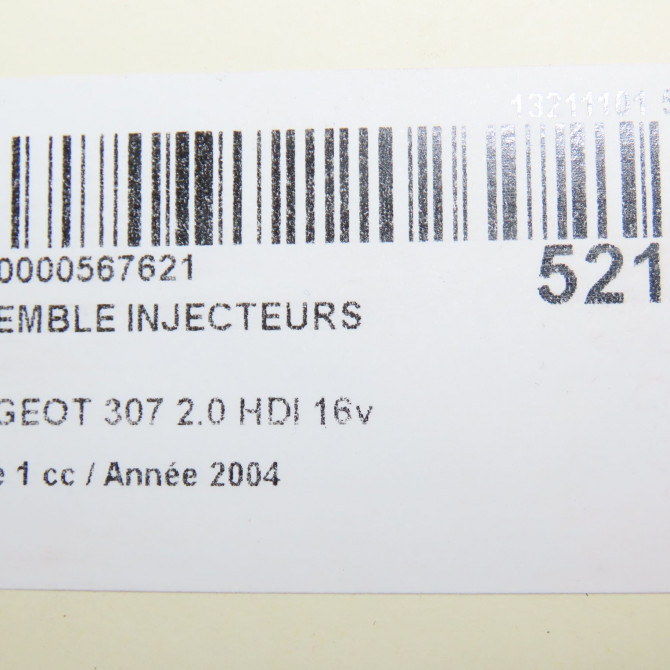 13211101
0000567621
521
EMBLE INJECTEURS
GEOT 307 2.0 HDI 16v
e 1 cc / Année 2004